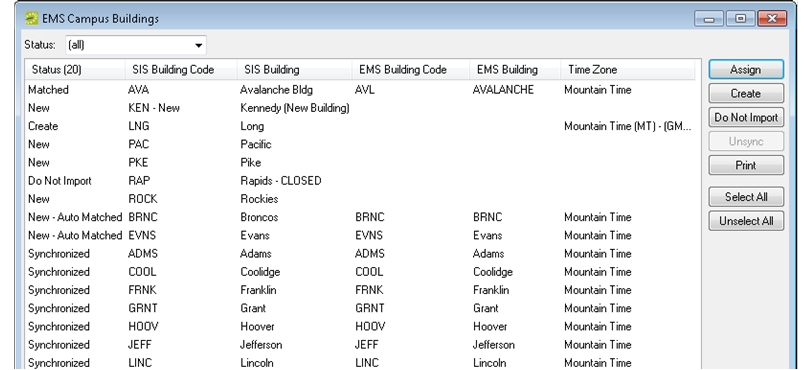 EMS Campus Buildings
Status: (all)
Status (20) SIS Building Code SIS Building EMS Building Code EMS Building Time Zone
Matched AVA Avalanche Bldg AVL AVALANCHE Mountain Time
New KEN - New Kennedy (New Building)
Create LNG Long Mountain Time (MT) - (GM...
New PAC Pacific
New PKE Pike
Do Not Import RAP Rapids - CLOSED
New ROCK Rockies
New - Auto Matched BRNC Broncos BRNC BRNC Mountain Time
New - Auto Matched EVNS Evans EVNS Evans Mountain Time
Synchronized ADMS Adams ADMS Adams Mountain Time
Synchronized COOL Coolidge COOL Coolidge Mountain Time
Synchronized FRNK Franklin FRNK Franklin Mountain Time
Synchronized GRNT Grant GRNT Grant Mountain Time
Synchronized HOOV Hoover HOOV Hoover Mountain Time
Synchronized JEFF Jefferson JEFF Jefferson Mountain Time
Synchronized LINC Lincoln LINC Lincoln Mountain Time
Assign
Create
Do Not Import
Unsync
Print
Select All
Unselect All